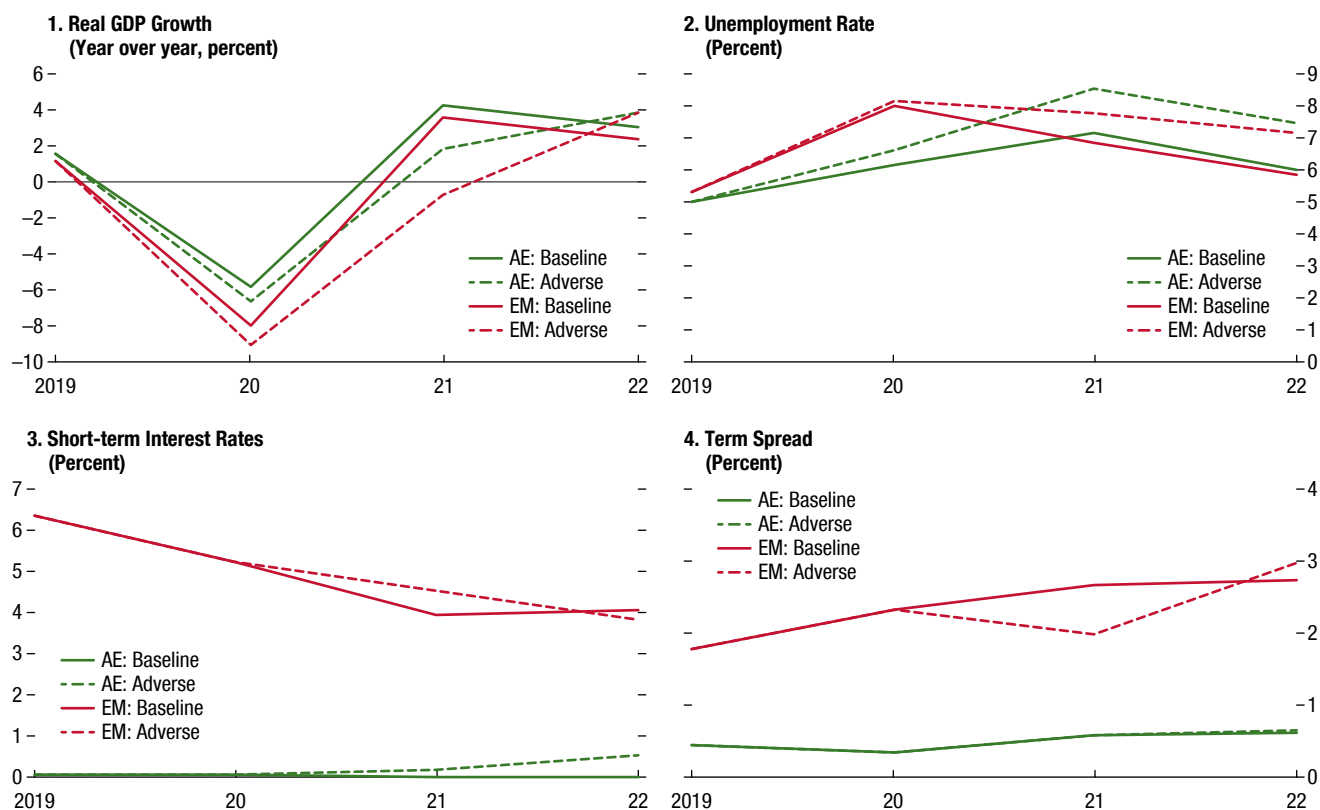 1. Real GDP Growth
(Year over year, percent)
6
4
2
0
–2
–4
–6
–8
–10
2019 20 21 22
AE: Baseline
AE: Adverse
EM: Baseline
EM: Adverse
2. Unemployment Rate
(Percent)
9
8
7
6
5
4
3
2
1
0
2019 20 21 22
AE: Baseline
AE: Adverse
EM: Baseline
EM: Adverse
3. Short-term Interest Rates
(Percent)
7
6
5
4
3
2
1
0
2019 20 21 22
AE: Baseline
AE: Adverse
EM: Baseline
EM: Adverse
4. Term Spread
(Percent)
4
3
2
1
0
2019 20 21 22
AE: Baseline
AE: Adverse
EM: Baseline
EM: Adverse